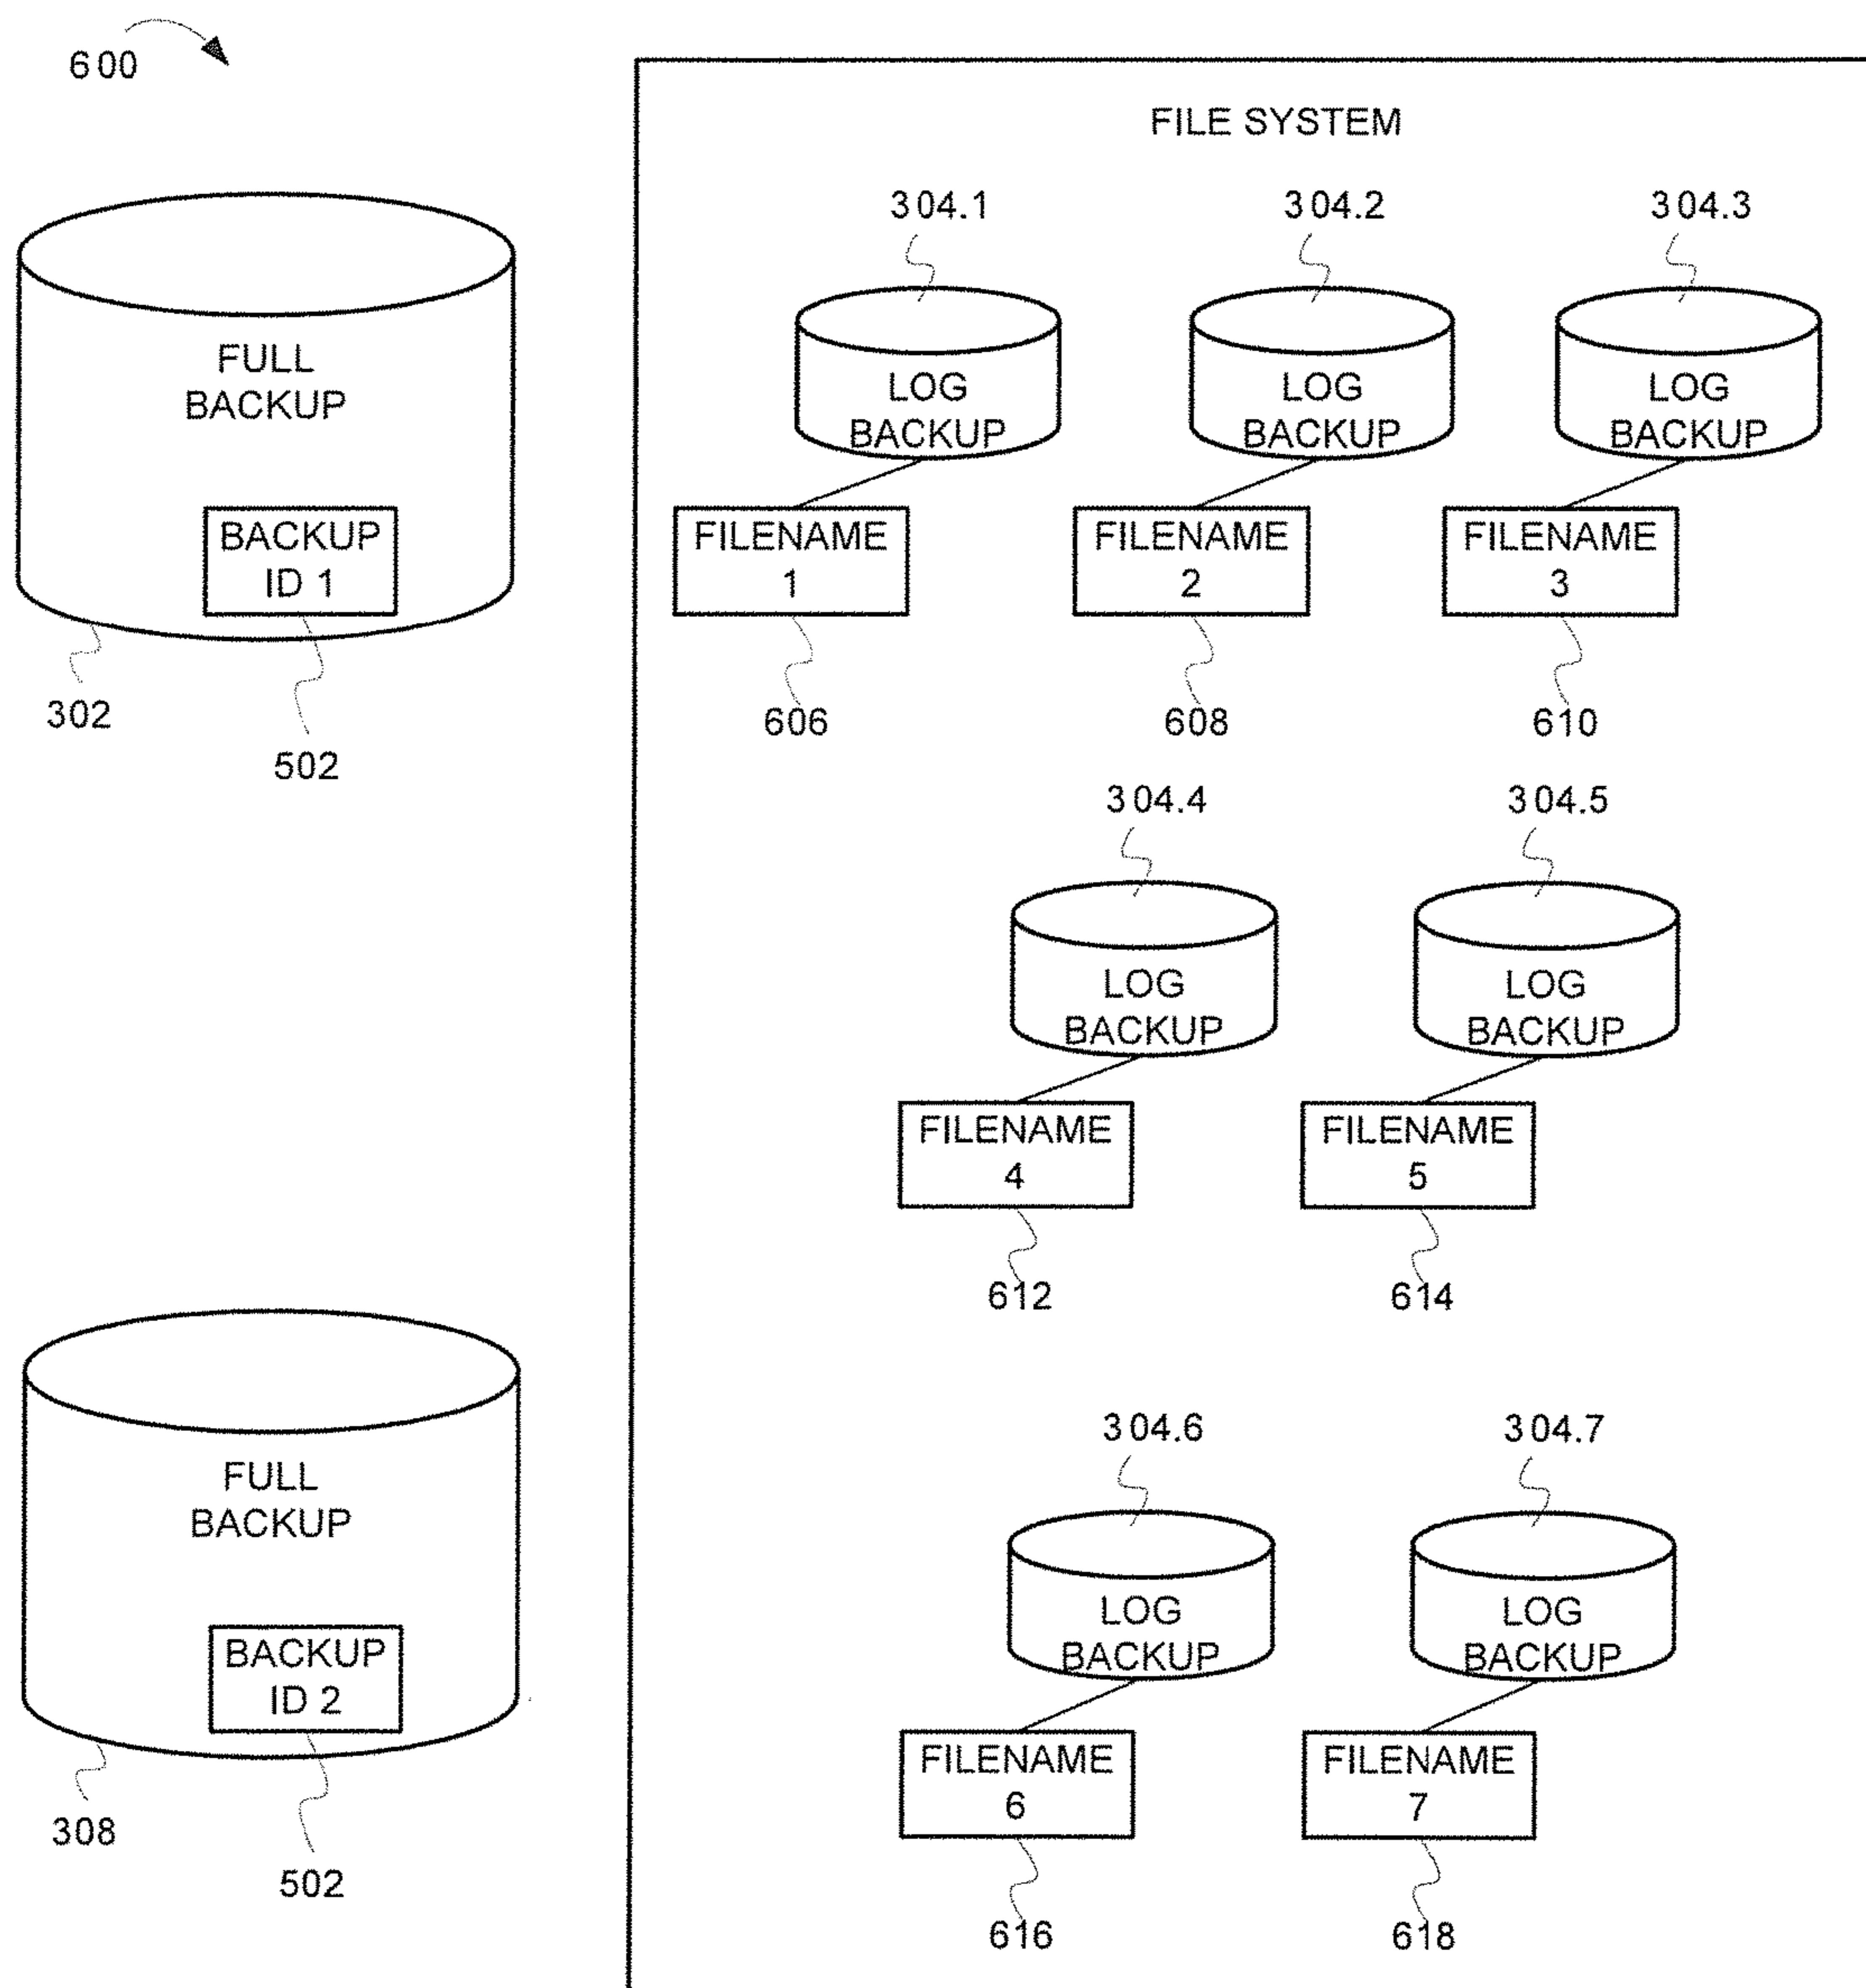 600
FILE SYSTEM
304.1
304.2
304.3
FULL
BACKUP
LOG
BACKUP
LOG
BACKUP
LOG
BACKUP
BACKUP
ID 1
FILENAME
1
FILENAME
2
FILENAME
3
302
502
606
608
610
304.4
304.5
LOG
BACKUP
LOG
BACKUP
FILENAME
4
FILENAME
5
612
614
304.6
304.7
FULL
BACKUP
LOG
BACKUP
LOG
BACKUP
BACKUP
ID 2
FILENAME
6
FILENAME
7
308
502
616
618